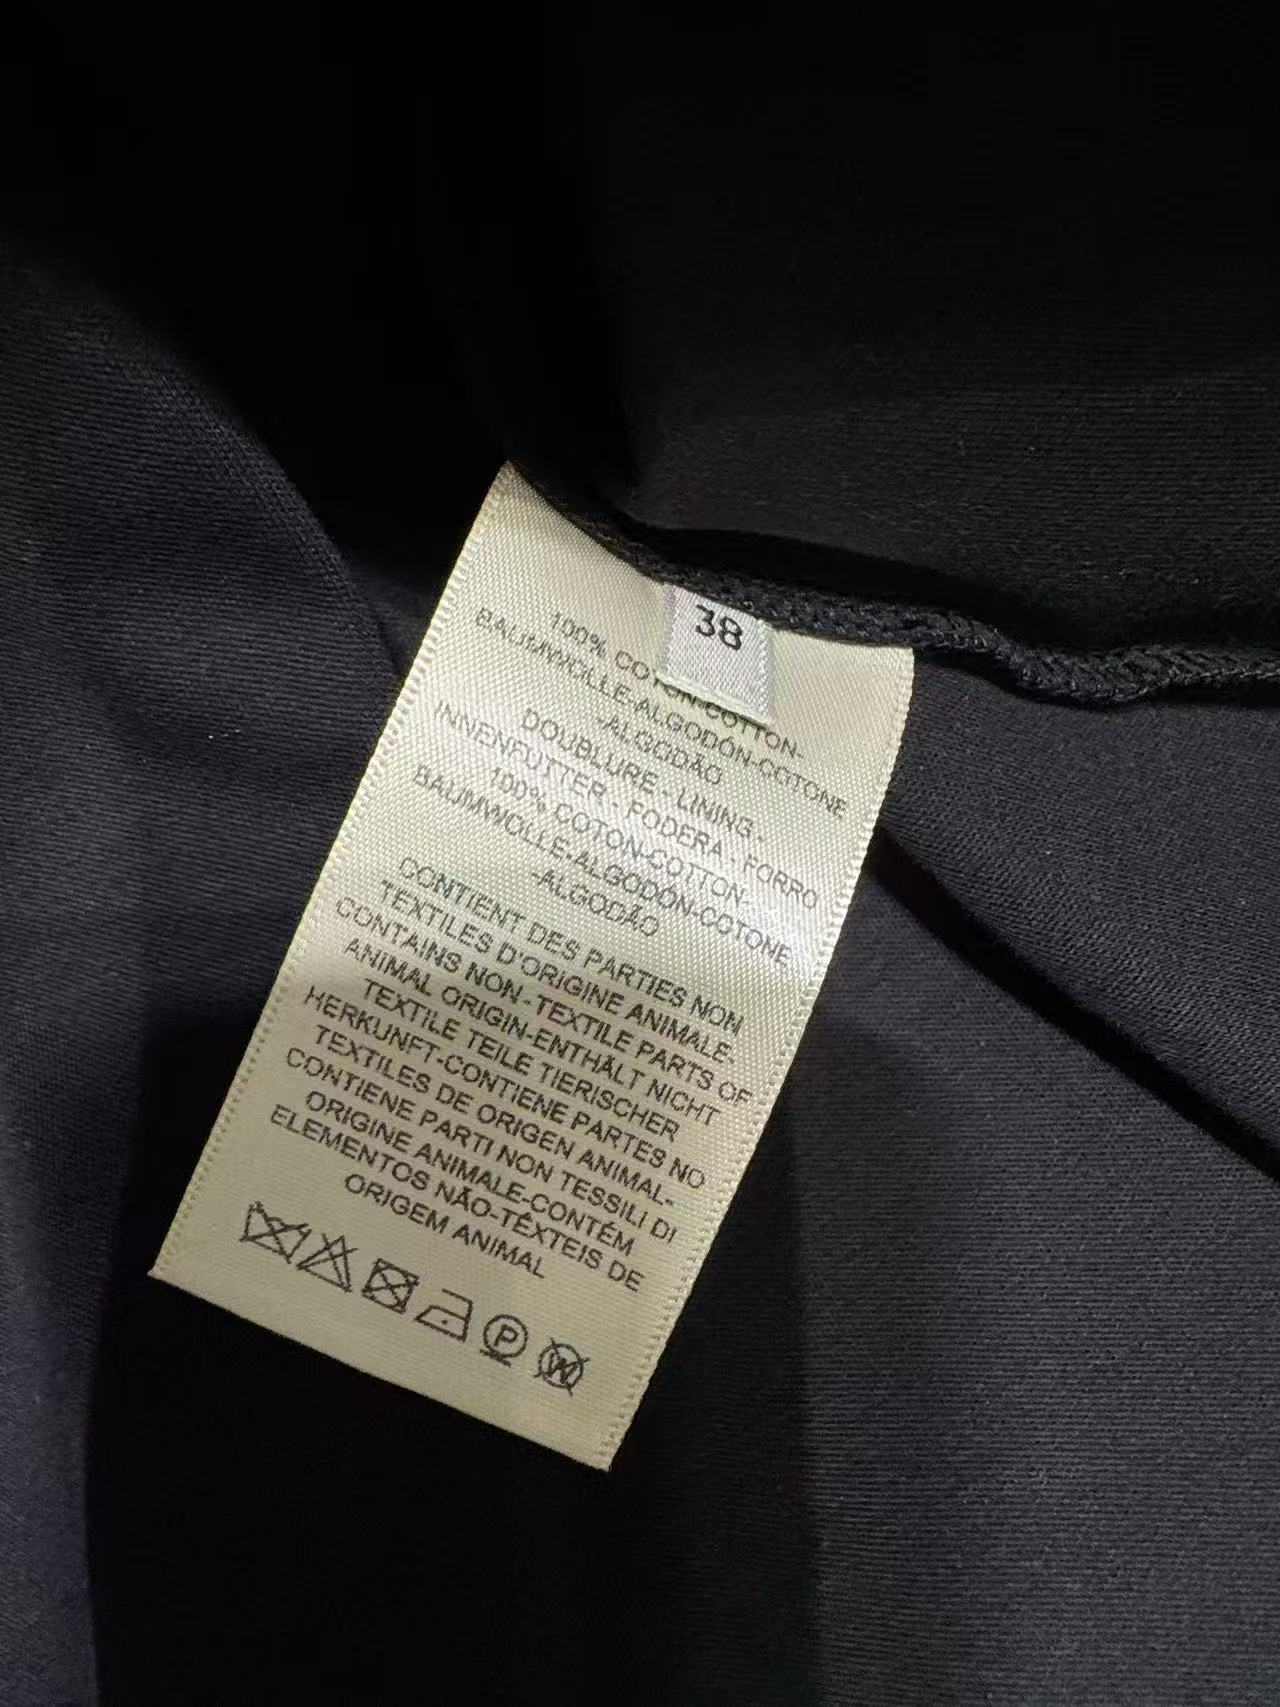 38
100% COTON-COTTON-
BAUMWOLLE-ALGODÓN-COTONE
-ALGODÃO
DOUBLURE - LINING -
INNENFUTTER - FODERA - FORRO
100% COTON-COTTON-
BAUMWOLLE-ALGODÓN-COTONE
-ALGODÃO
CONTIENT DES PARTIES NON
TEXTILES D'ORIGINE ANIMALE-
CONTAINS NON-TEXTILE PARTS OF
ANIMAL ORIGIN-ENTHÄLT NICHT
TEXTILE TEILE TIERISCHER
HERKUNFT-CONTIENE PARTES NO
TEXTILES DE ORIGEN ANIMAL-
CONTIENE PARTI NON TESSILI DI
ORIGINE ANIMALE-CONTÉM
ELEMENTOS NÃO-TÊXTEIS DE
ORIGEM ANIMAL
P W